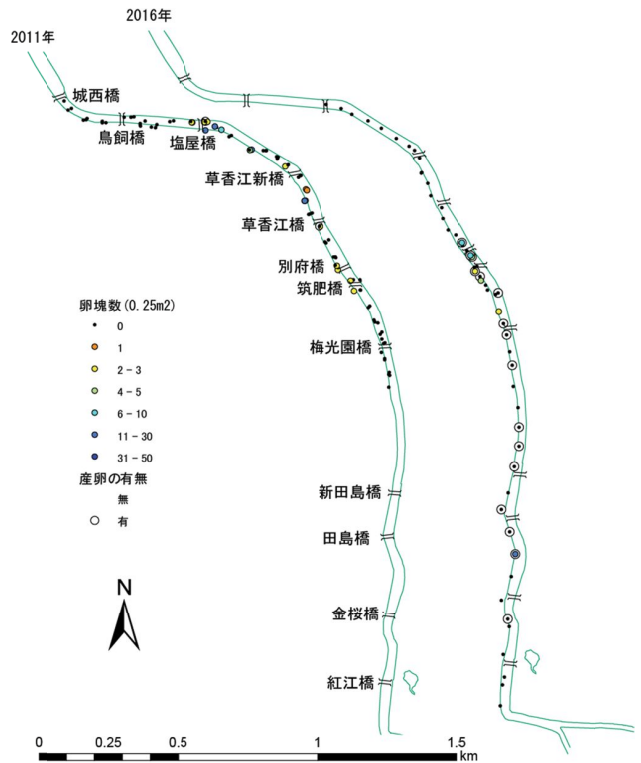 2016年
2011年
城西橋
鳥飼橋
塩屋橋
草香江新橋
草香江橋
別府橋
筑肥橋
梅光園橋
卵塊数(0.25m2)
0
1
2 - 3
4 - 5
6 - 10
11 - 30
31 - 50
産卵の有無
無
有
新田島橋
田島橋
N
金桜橋
紅江橋
0 0.25 0.5 1 1.5
km